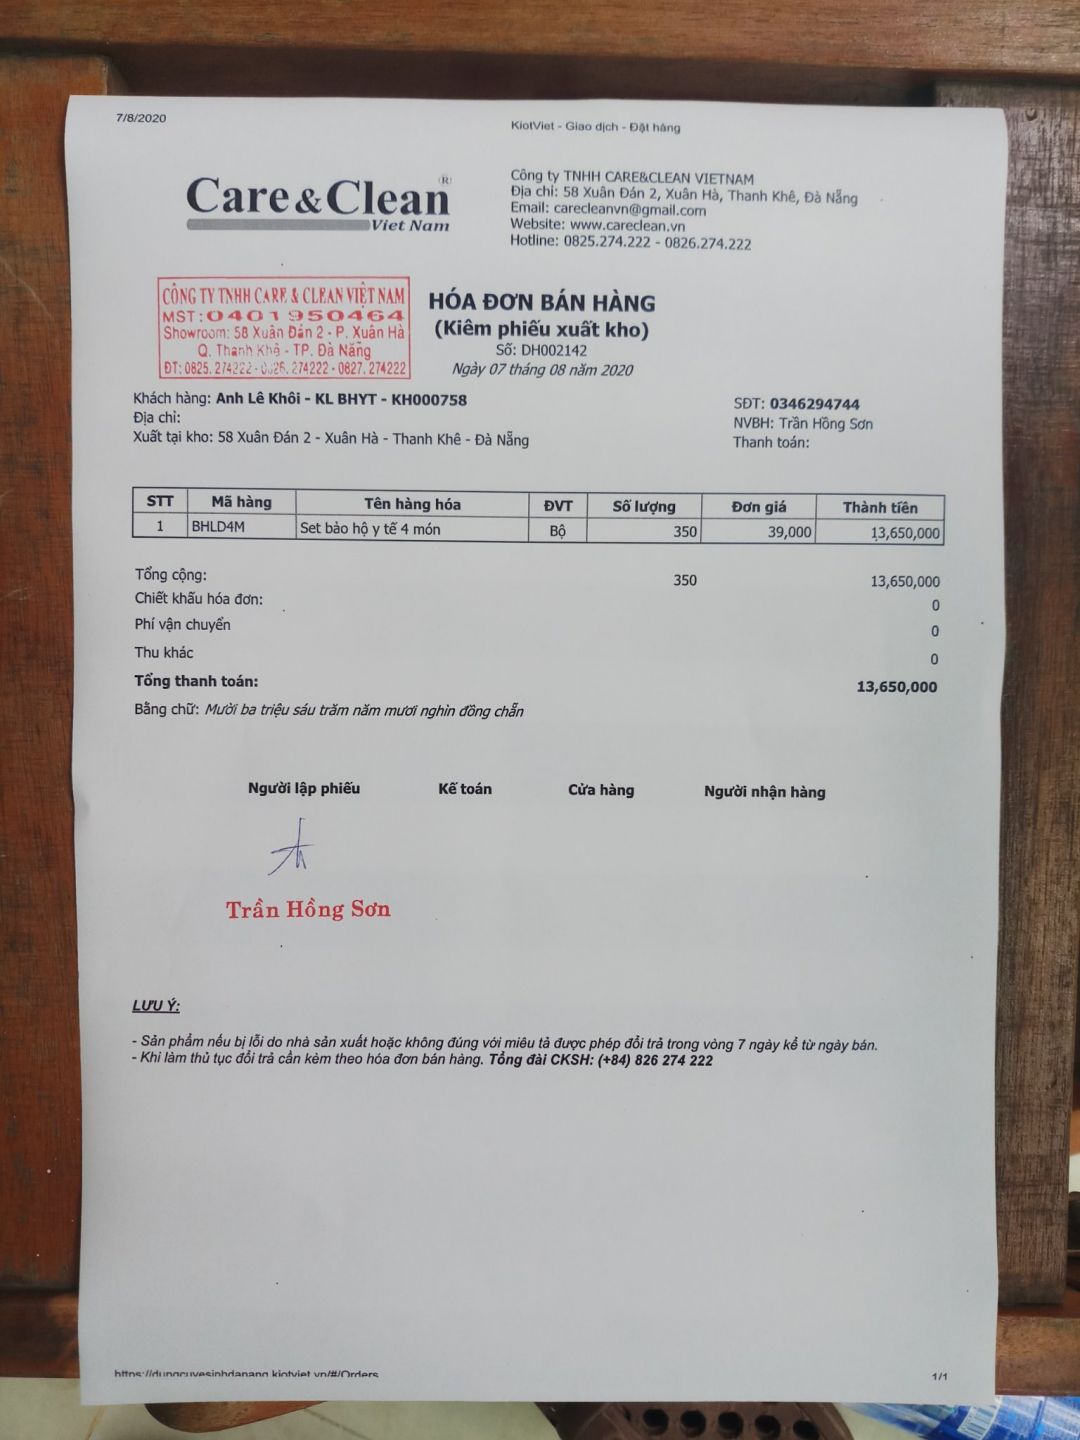 7/8/2020
KiotViet - Giao dịch - Đặt hàng
Care & Clean ®
Viet Nam
Công ty TNHH CARE&CLEAN VIETNAM
Địa chỉ: 58 Xuân Đán 2, Xuân Hà, Thanh Khê, Đà Nẵng
Email: carecleanvn@gmail.com
Website: www.careclean.vn
Hotline: 0825.274.222 - 0826.274.222
CÔNG TY TNHH CARE & CLEAN VIỆT NAM
MST: 0401950464
Showroom: 58 Xuân Đán 2 - P. Xuân Hà
Q. Thanh Khê - TP. Đà Nẵng
ĐT: 0825. 274222 - 0826. 274222 - 0827. 274222
HÓA ĐƠN BÁN HÀNG
(Kiêm phiếu xuất kho)
Số: DH002142
Ngày 07 tháng 08 năm 2020
Khách hàng: Anh Lê Khôi - KL BHYT - KH000758
Địa chỉ:
Xuất tại kho: 58 Xuân Đán 2 - Xuân Hà - Thanh Khê - Đà Nẵng
SĐT: 0346294744
NVBH: Trần Hồng Sơn
Thanh toán:
STT Mã hàng Tên hàng hóa ĐVT Số lượng Đơn giá Thành tiền
1 BHLD4M Set bảo hộ y tế 4 món Bộ 350 39,000 13,650,000
Tổng cộng: 350 13,650,000
Chiết khấu hóa đơn: 0
Phí vận chuyển 0
Thu khác 0
Tổng thanh toán: 13,650,000
Bằng chữ: Mười ba triệu sáu trăm năm mươi nghìn đồng chẵn
Người lập phiếu Kế toán Cửa hàng Người nhận hàng
Trần Hồng Sơn
LƯU Ý:
- Sản phẩm nếu bị lỗi do nhà sản xuất hoặc không đúng với miêu tả được phép đổi trả trong vòng 7 ngày kể từ ngày bán.
- Khi làm thủ tục đổi trả cần kèm theo hóa đơn bán hàng. Tổng đài CKSH: (+84) 826 274 222
https://dungcuvesinhdanang.kiotviet.vn/#/Orders
1/1